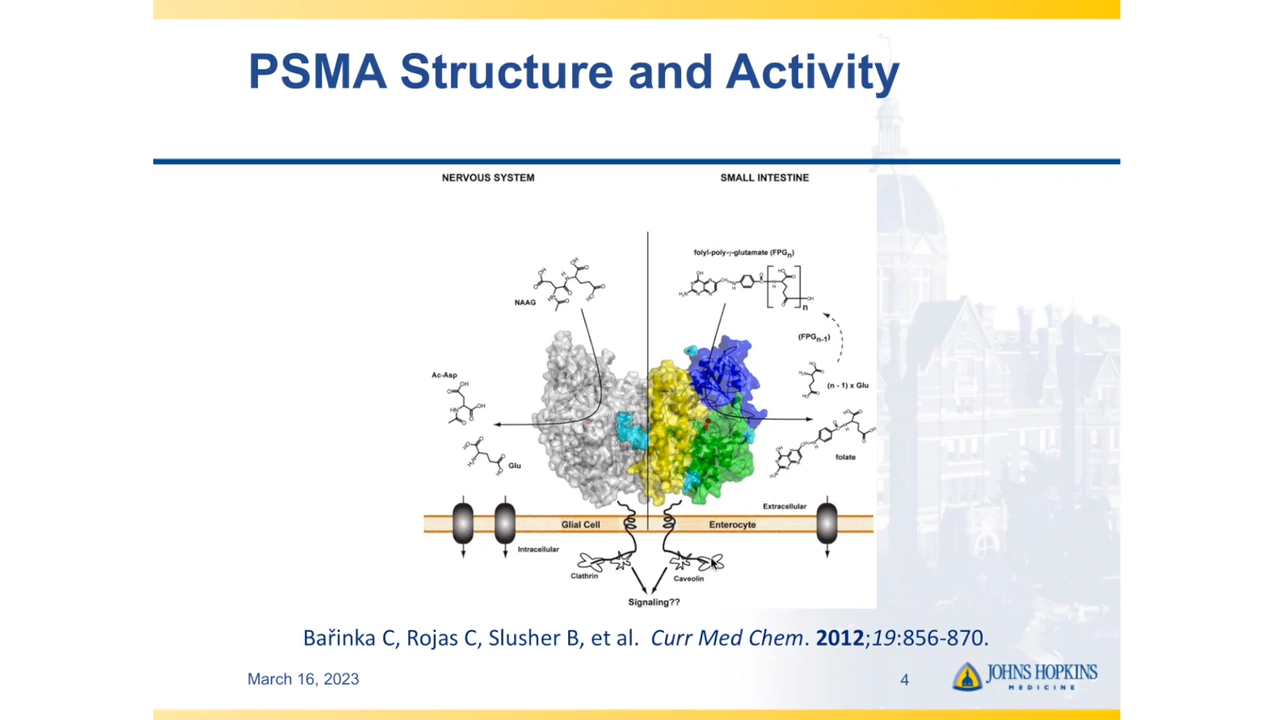 PSMA Structure and Activity
NERVOUS SYSTEM
SMALL INTESTINE
folyl-poly-γ-glutamate (FPGn)
NAAG
n
(FPGn-1)
Ac-Asp
(n - 1) x Glu
Glu
folate
Extracellular
Glial Cell
Enterocyte
Intracellular
Clathrin
Caveolin
Signaling??
Bařinka C, Rojas C, Slusher B, et al. Curr Med Chem. 2012;19:856-870.
March 16, 2023
4
JOHNS HOPKINS
MEDICINE